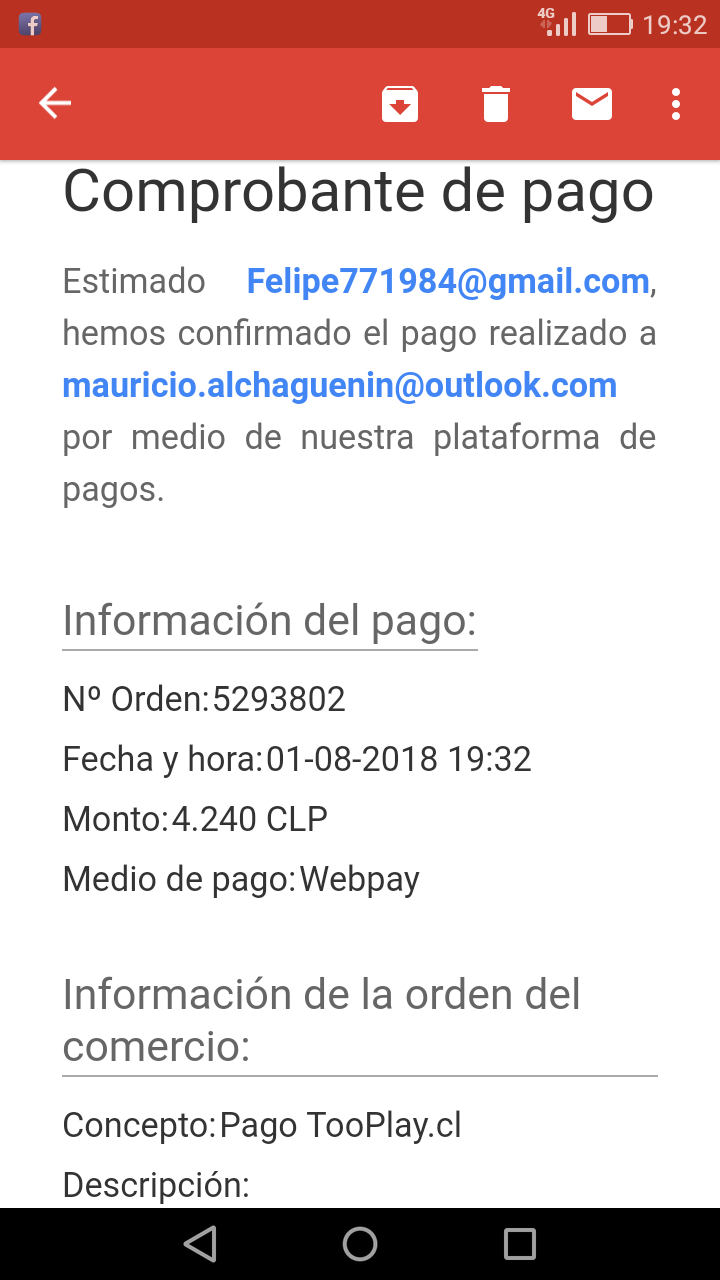 4G 19:32
Comprobante de pago
Estimado Felipe771984@gmail.com,
hemos confirmado el pago realizado a
mauricio.alchaguenin@outlook.com
por medio de nuestra plataforma de
pagos.
Información del pago:
Nº Orden:5293802
Fecha y hora:01-08-2018 19:32
Monto:4.240 CLP
Medio de pago:Webpay
Información de la orden del
comercio:
Concepto:Pago TooPlay.cl
Descripción: